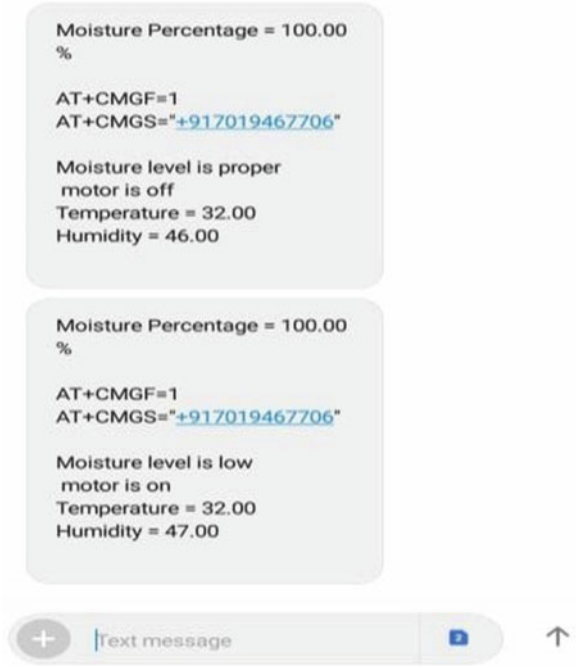 Moisture Percentage = 100.00
%
AT+CMGF=1
AT+CMGS="+917019467706"
Moisture level is proper
motor is off
Temperature = 32.00
Humidity = 46.00
Moisture Percentage = 100.00
%
AT+CMGF=1
AT+CMGS="+917019467706"
Moisture level is low
motor is on
Temperature = 32.00
Humidity = 47.00
Text message
2